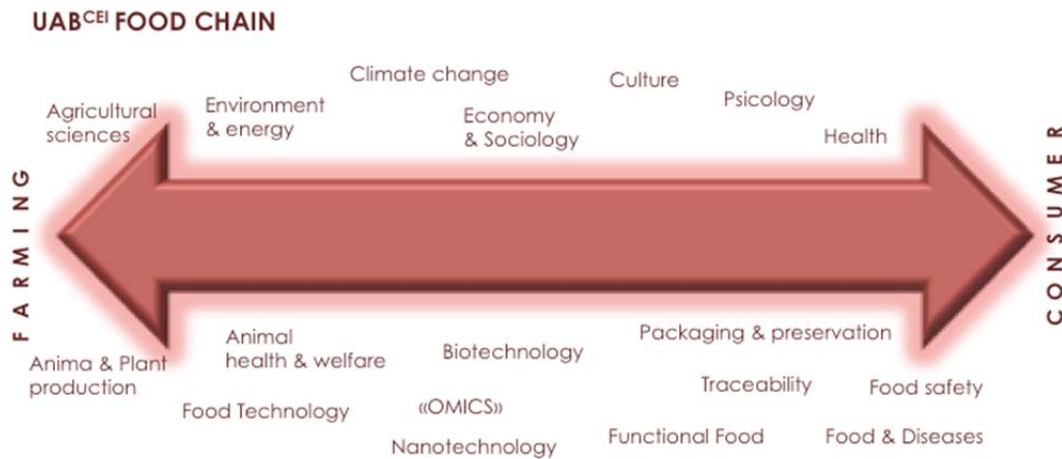 UABCEI FOOD CHAIN
Climate change
Culture
Psicology
Agricultural
sciences
Environment
& energy
Economy
& Sociology
Health
FARMING
CONSUMER
Anima & Plant
production
Animal
health & welfare
Biotechnology
Packaging & preservation
Traceability
Food safety
Food Technology
«OMICS»
Nanotechnology
Functional Food
Food & Diseases